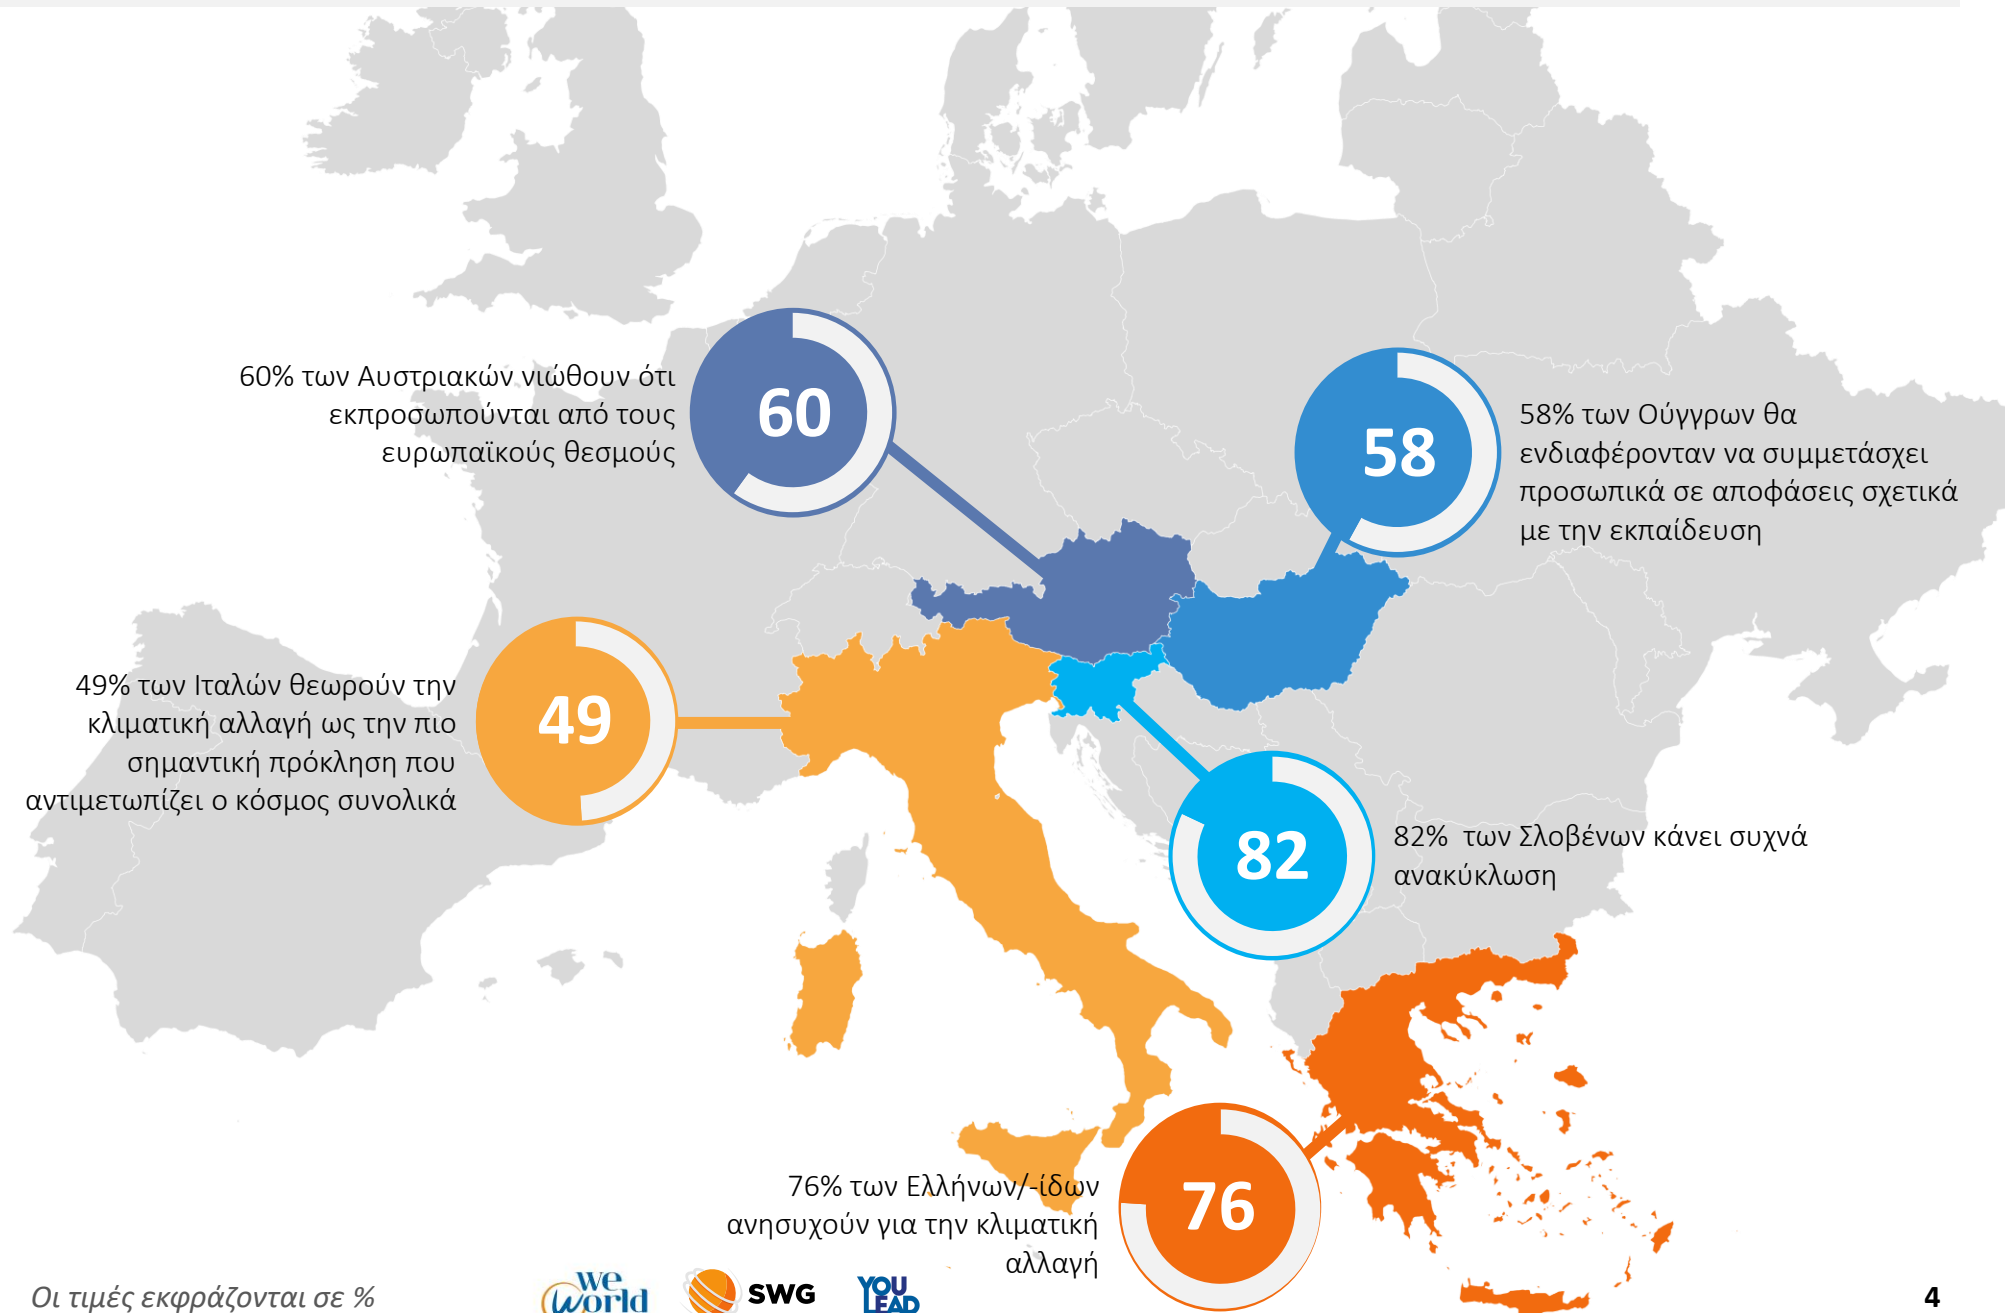 60% των Αυστριακών νιώθουν ότι
εκπροσωπούνται από τους
ευρωπαϊκούς θεσμούς
60
58
58% των Ούγγρων θα
ενδιαφέρονταν να συμμετάσχει
προσωπικά σε αποφάσεις σχετικά
με την εκπαίδευση
49% των Ιταλών θεωρούν την
κλιματική αλλαγή ως την πιο
σημαντική πρόκληση που
αντιμετωπίζει ο κόσμος συνολικά
49
82
82%  των Σλοβένων κάνει συχνά
ανακύκλωση
76% των Ελλήνων/-ίδων
ανησυχούν για την κλιματική
αλλαγή
76
Οι τιμές εκφράζονται σε %
we
World
SWG
YOU
LEAD
4